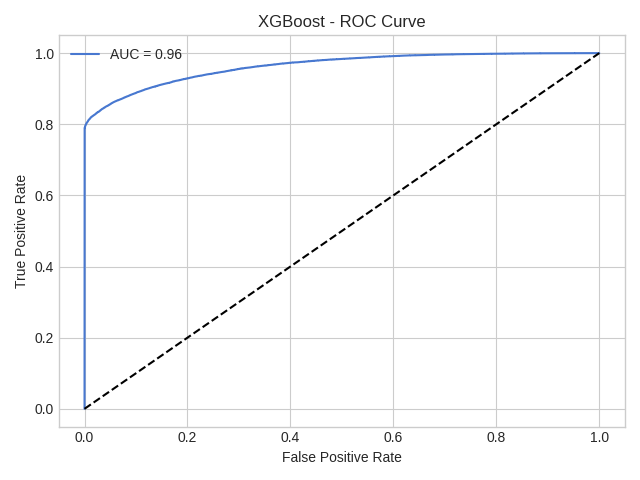 XGBoost - ROC Curve
AUC = 0.96
1.0
0.8
0.6
0.4
0.2
0.0
True Positive Rate
0.0 0.2 0.4 0.6 0.8 1.0
False Positive Rate